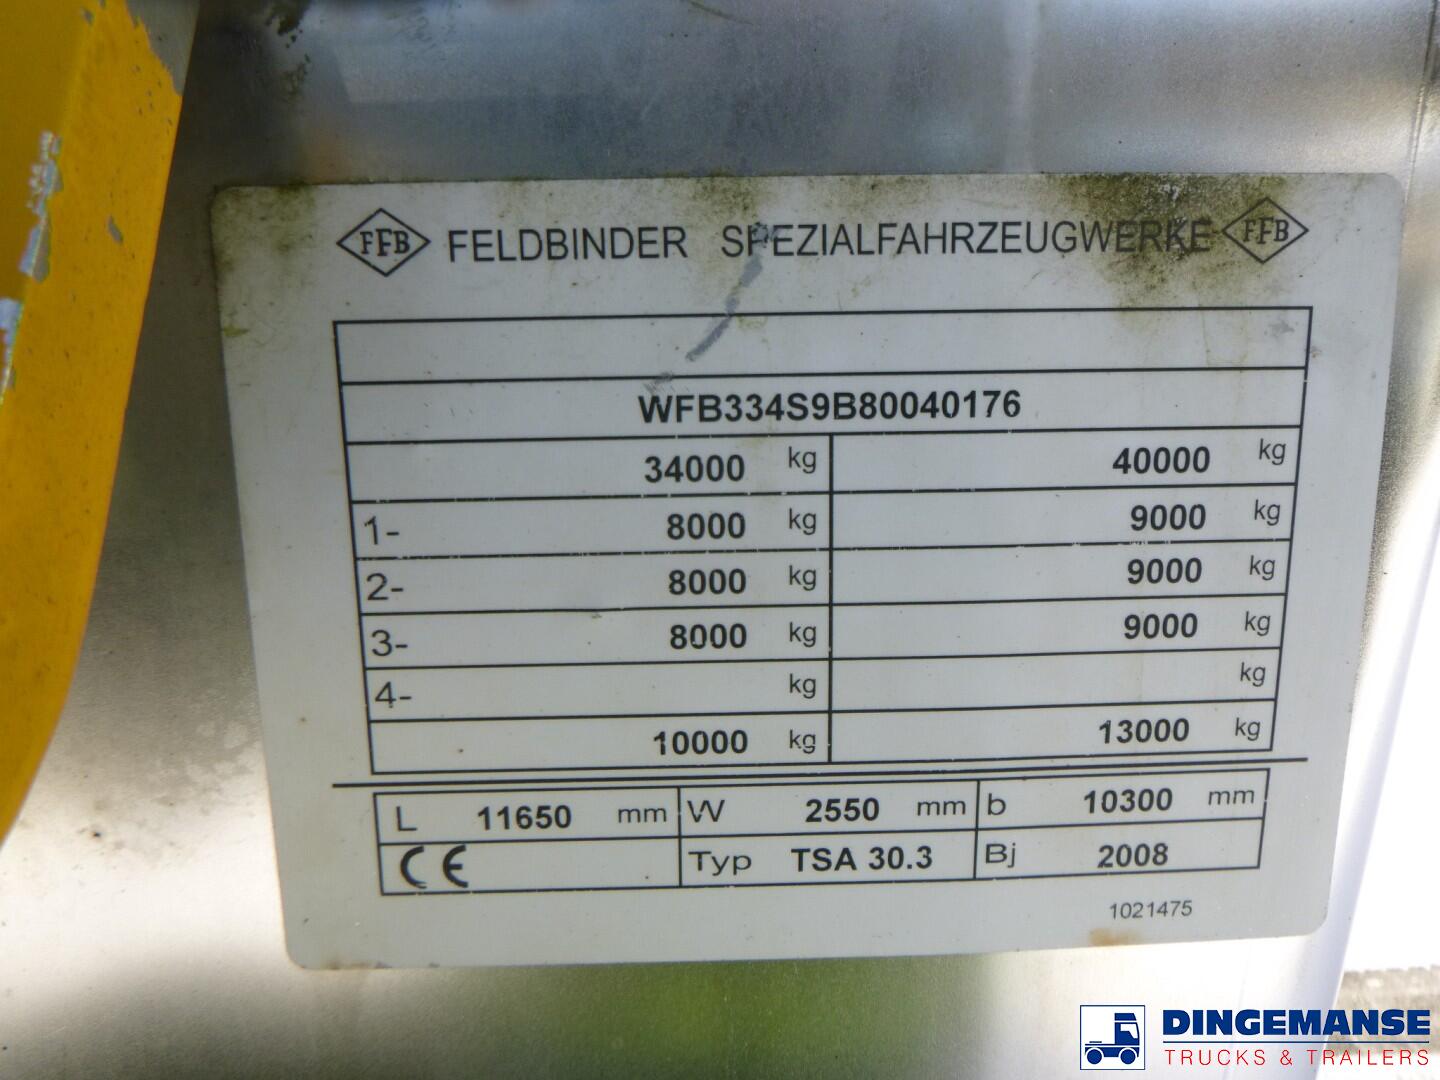 FFB FELDBINDER SPEZIALFAHRZEUGWERKE FFB
WFB334S9B80040176
34000 kg 40000 kg
1- 8000 kg 9000 kg
2- 8000 kg 9000 kg
3- 8000 kg 9000 kg
4- kg kg
10000 kg 13000 kg
L 11650 mm W 2550 mm b 10300 mm
CE Typ TSA 30.3 Bj 2008
1021475
DINGEMANSE
TRUCKS & TRAILERS